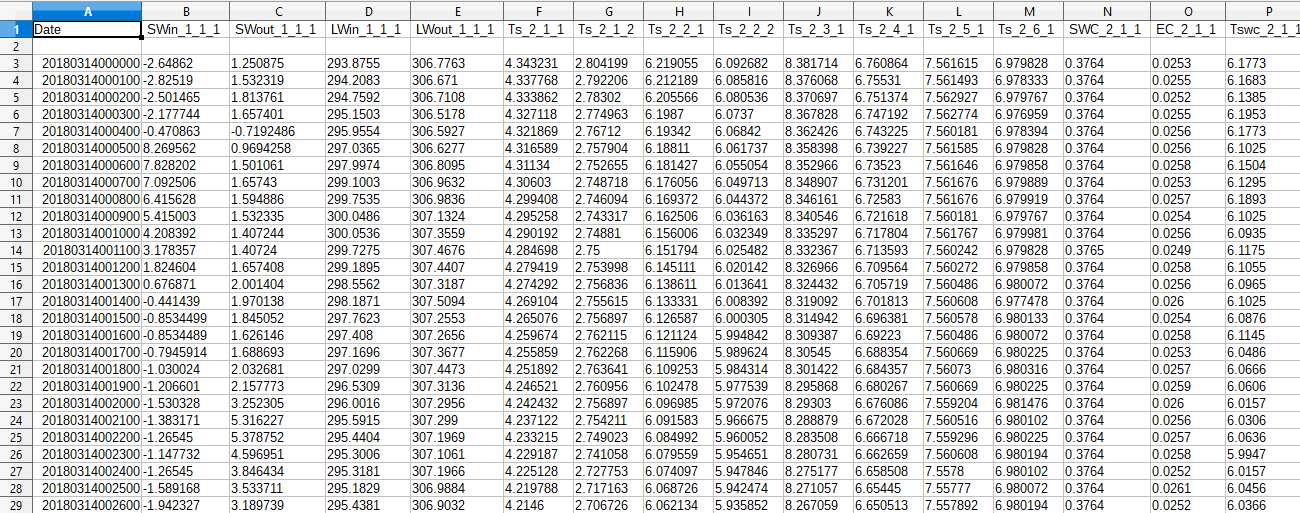 A B C D E F G H I J K L M N O P
1 Date SWin_1_1_1 SWout_1_1_1 LWin_1_1_1 LWout_1_1_1 Ts_2_1_1 Ts_2_1_2 Ts_2_2_1 Ts_2_2_2 Ts_2_3_1 Ts_2_4_1 Ts_2_5_1 Ts_2_6_1 SWC_2_1_1 EC_2_1_1 Tswc_2_1_1
2
3 20180314000000 -2.64862 1.250875 293.8755 306.7763 4.343231 2.804199 6.219055 6.092682 8.381714 6.760864 7.561615 6.979828 0.3764 0.0253 6.1773
4 20180314000100 -2.82519 1.532319 294.2083 306.671 4.337768 2.792206 6.212189 6.085816 8.376068 6.75531 7.561493 6.978333 0.3764 0.0255 6.1683
5 20180314000200 -2.501465 1.813761 294.7592 306.7108 4.333862 2.78302 6.205566 6.080536 8.370697 6.751374 7.562927 6.979767 0.3764 0.0252 6.1385
6 20180314000300 -2.177744 1.657401 295.1503 306.5178 4.327118 2.774963 6.1987 6.0737 8.367828 6.747192 7.562774 6.976959 0.3764 0.0255 6.1953
7 20180314000400 -0.470863 -0.7192486 295.9554 306.5927 4.321869 2.76712 6.19342 6.06842 8.362426 6.743225 7.560181 6.978394 0.3764 0.0256 6.1773
8 20180314000500 8.269562 0.9694258 297.0365 306.6277 4.316589 2.757904 6.18811 6.061737 8.358398 6.739227 7.561585 6.979828 0.3764 0.0256 6.1025
9 20180314000600 7.828202 1.501061 297.9974 306.8095 4.31134 2.752655 6.181427 6.055054 8.352966 6.73523 7.561646 6.979858 0.3764 0.0258 6.1504
10 20180314000700 7.092506 1.65743 299.1003 306.9632 4.30603 2.748718 6.176056 6.049713 8.348907 6.731201 7.561676 6.979889 0.3764 0.0253 6.1295
11 20180314000800 6.415628 1.594886 299.7535 306.9836 4.299408 2.746094 6.169372 6.044372 8.346161 6.72583 7.561676 6.979919 0.3764 0.0257 6.1893
12 20180314000900 5.415003 1.532335 300.0486 307.1324 4.295258 2.743317 6.162506 6.036163 8.340546 6.721618 7.560181 6.979767 0.3764 0.0254 6.1025
13 20180314001000 4.208392 1.407244 300.0536 307.3559 4.290192 2.74881 6.156006 6.032349 8.335297 6.717804 7.561767 6.979981 0.3764 0.0256 6.0935
14 20180314001100 3.178357 1.40724 299.7275 307.4676 4.284698 2.75 6.151794 6.025482 8.332367 6.713593 7.560242 6.979828 0.3765 0.0249 6.1175
15 20180314001200 1.824604 1.657408 299.1895 307.4407 4.279419 2.753998 6.145111 6.020142 8.326966 6.709564 7.560272 6.979858 0.3764 0.0258 6.1055
16 20180314001300 0.676871 2.001404 298.5562 307.3187 4.274292 2.756836 6.138611 6.013641 8.324432 6.705719 7.560486 6.980072 0.3764 0.0256 6.0965
17 20180314001400 -0.441439 1.970138 298.1871 307.5094 4.269104 2.755615 6.133331 6.008392 8.319092 6.701813 7.560608 6.977478 0.3764 0.026 6.1025
18 20180314001500 -0.8534499 1.845052 297.7623 307.2553 4.265076 2.756897 6.126587 6.000305 8.314942 6.696381 7.560578 6.980133 0.3764 0.0254 6.0876
19 20180314001600 -0.8534489 1.626146 297.408 307.2656 4.259674 2.762115 6.121124 5.994842 8.309387 6.69223 7.560486 6.980072 0.3764 0.0258 6.1145
20 20180314001700 -0.7945914 1.688693 297.1696 307.3677 4.255859 2.762268 6.115906 5.989624 8.30545 6.688354 7.560669 6.980225 0.3764 0.0253 6.0486
21 20180314001800 -1.030024 2.032681 297.0299 307.4473 4.251892 2.763641 6.109253 5.984314 8.301422 6.684357 7.56073 6.980316 0.3764 0.0257 6.0666
22 20180314001900 -1.206601 2.157773 296.5309 307.3136 4.246521 2.760956 6.102478 5.977539 8.295868 6.680267 7.560669 6.980225 0.3764 0.0259 6.0606
23 20180314002000 -1.530328 3.252305 296.0016 307.2956 4.242432 2.756897 6.096985 5.972076 8.29303 6.676086 7.559204 6.981476 0.3764 0.026 6.0157
24 20180314002100 -1.383171 5.316227 295.5915 307.299 4.237122 2.754211 6.091583 5.966675 8.288879 6.672028 7.560516 6.980102 0.3764 0.0256 6.0306
25 20180314002200 -1.26545 5.378752 295.4404 307.1969 4.233215 2.749023 6.084992 5.960052 8.283508 6.666718 7.559296 6.980225 0.3764 0.0257 6.0636
26 20180314002300 -1.147732 4.596951 295.3006 307.1061 4.229187 2.741058 6.079559 5.954651 8.280731 6.662659 7.560608 6.980194 0.3764 0.0258 5.9947
27 20180314002400 -1.26545 3.846434 295.3181 307.1966 4.225128 2.727753 6.074097 5.947846 8.275177 6.658508 7.5578 6.980102 0.3764 0.0252 6.0157
28 20180314002500 -1.589168 3.533711 295.1829 306.9884 4.219788 2.717163 6.068726 5.942474 8.271057 6.65445 7.55777 6.980072 0.3764 0.0261 6.0456
29 20180314002600 -1.942327 3.189739 295.4381 306.9032 4.2146 2.706726 6.062134 5.935852 8.267059 6.650513 7.557892 6.980194 0.3764 0.0252 6.0366